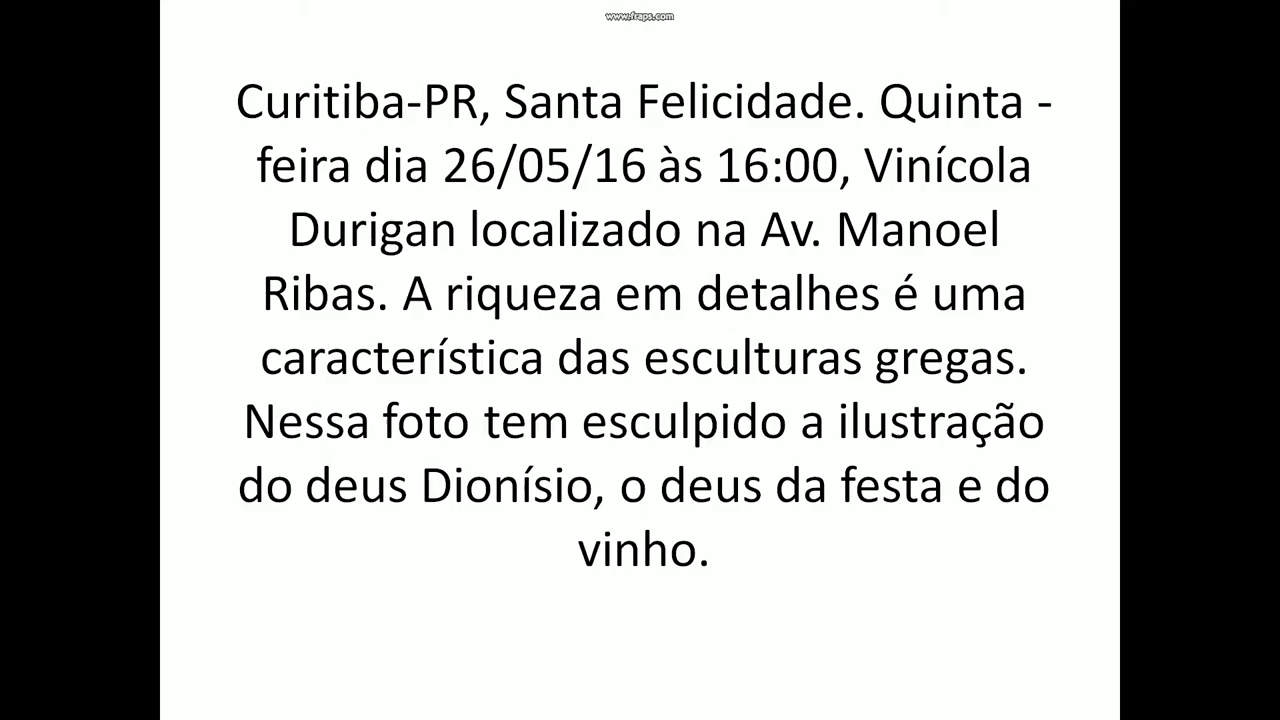 www.fraps.com
Curitiba-PR, Santa Felicidade. Quinta -
feira dia 26/05/16 às 16:00, Vinícola
Durigan localizado na Av. Manoel
Ribas. A riqueza em detalhes é uma
característica das esculturas gregas.
Nessa foto tem esculpido a ilustração
do deus Dionísio, o deus da festa e do
vinho.